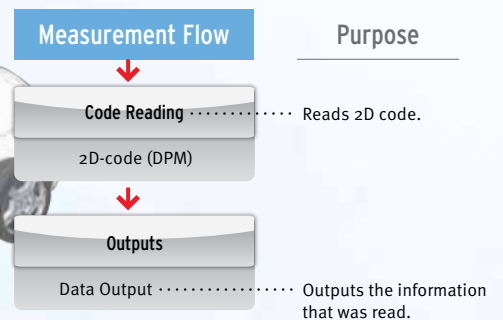 Measurement Flow
Purpose
Code Reading ············· Reads 2D code.
2D-code (DPM)
Outputs
Data Output ················· Outputs the information
that was read.